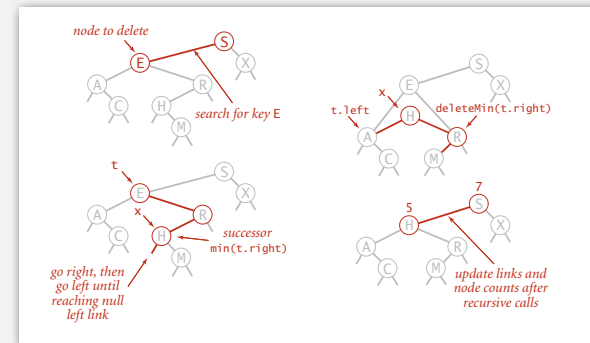 node to delete
S
E
X
A
R
C
H
M
search for key E
t
S
E
X
x
A
R
C
H
successor
min(t.right)
M
go right, then
go left until
reaching null
left link
S
E
X
x
t.left
H
deleteMin(t.right)
A
R
C
M
7
5
S
H
X
A
R
C
M
update links and
node counts after
recursive calls